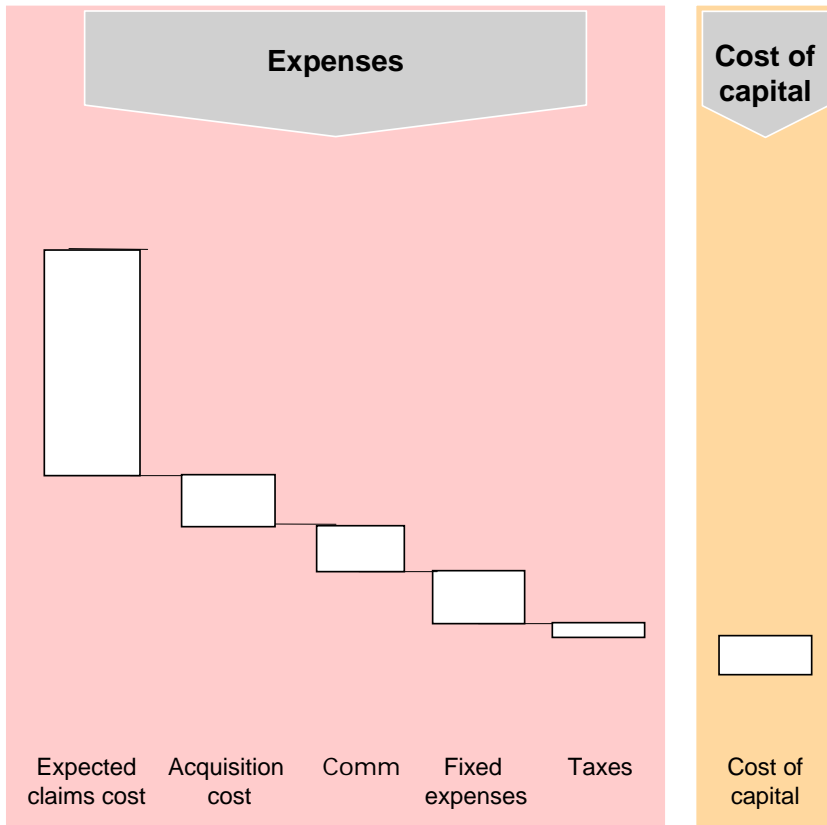 Expenses
Cost of
capital
Expected
claims cost
Acquisition
cost
Comm
Fixed
expenses
Taxes
Cost of
capital